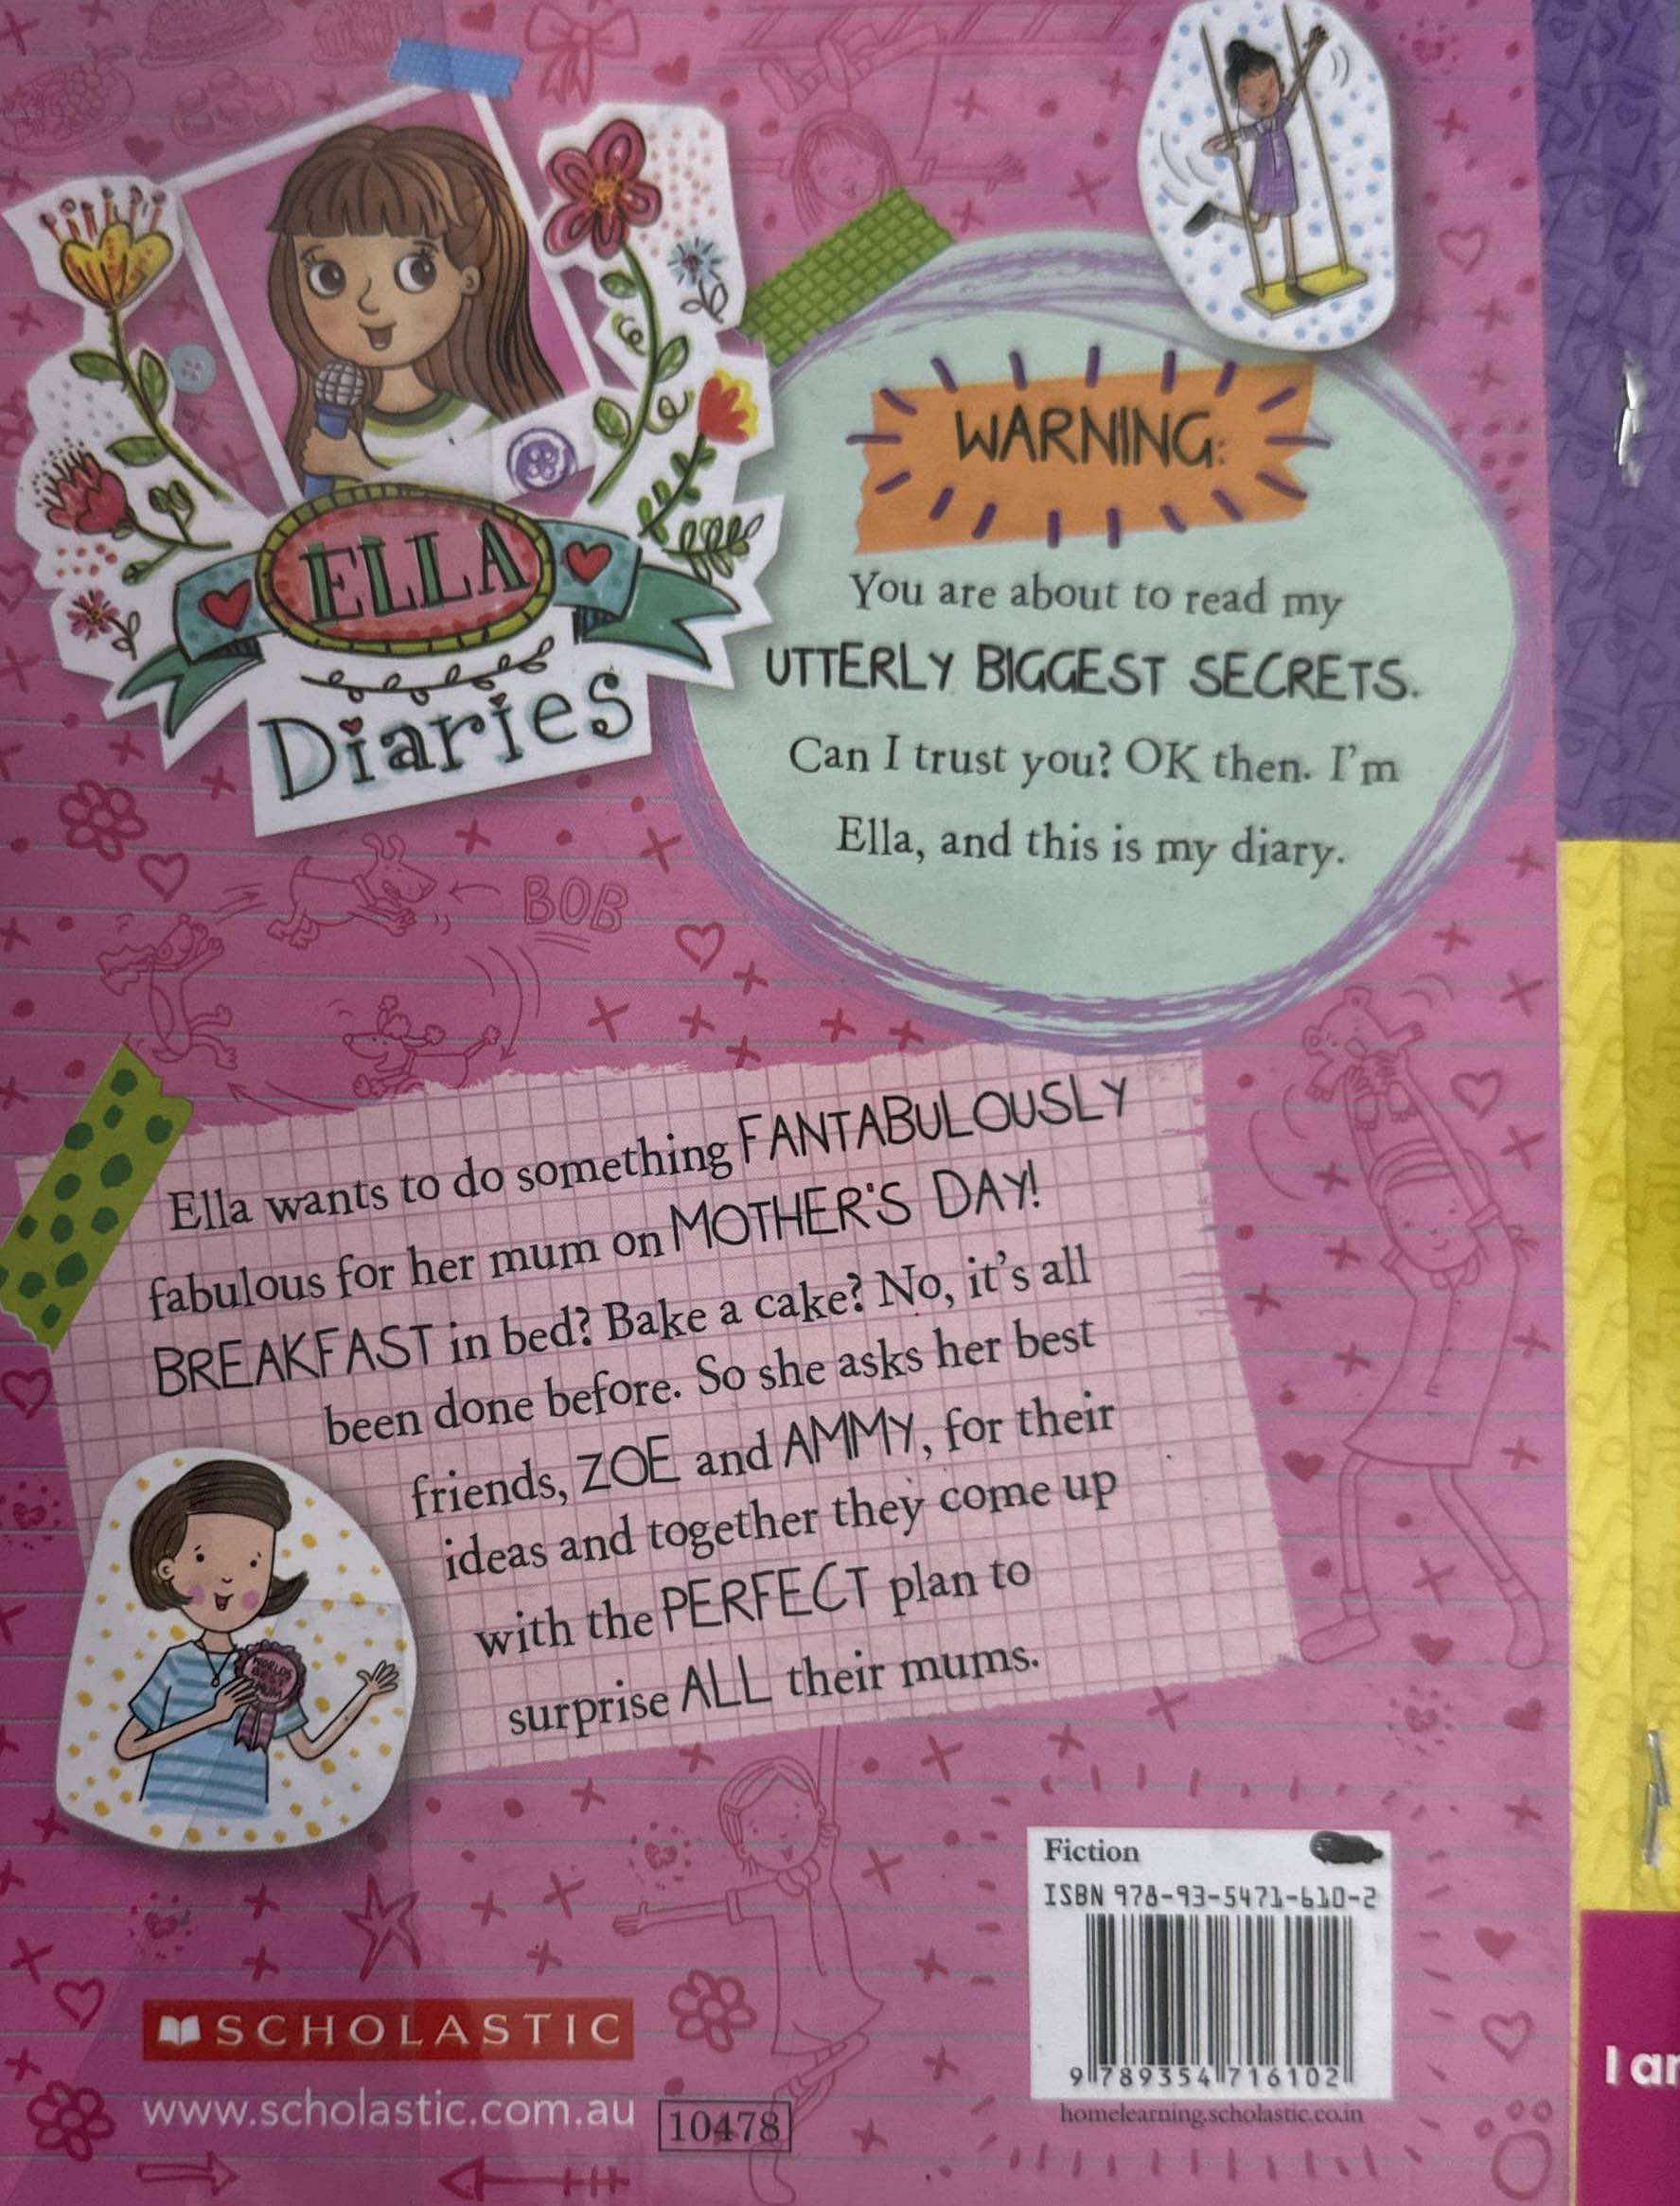 ELLA
Diaries
WARNING:
You are about to read my
UTTERLY BIGGEST SECRETS.
Can I trust you? OK then. I'm
Ella, and this is my diary.
BOB
Ella wants to do something FANTABULOUSLY
fabulous for her mum on MOTHER'S DAY!
BREAKFAST in bed? Bake a cake? No, it's all
been done before. So she asks her best
friends, ZOE and AMMY, for their
ideas and together they come up
with the PERFECT plan to
surprise ALL their mums.
WORLD'S
BEST
MUM
Fiction
ISBN 978-93-5471-610-2
9 789354 716102
homelearning.scholastic.co.in
SCHOLASTIC
www.scholastic.com.au
10478
I ar